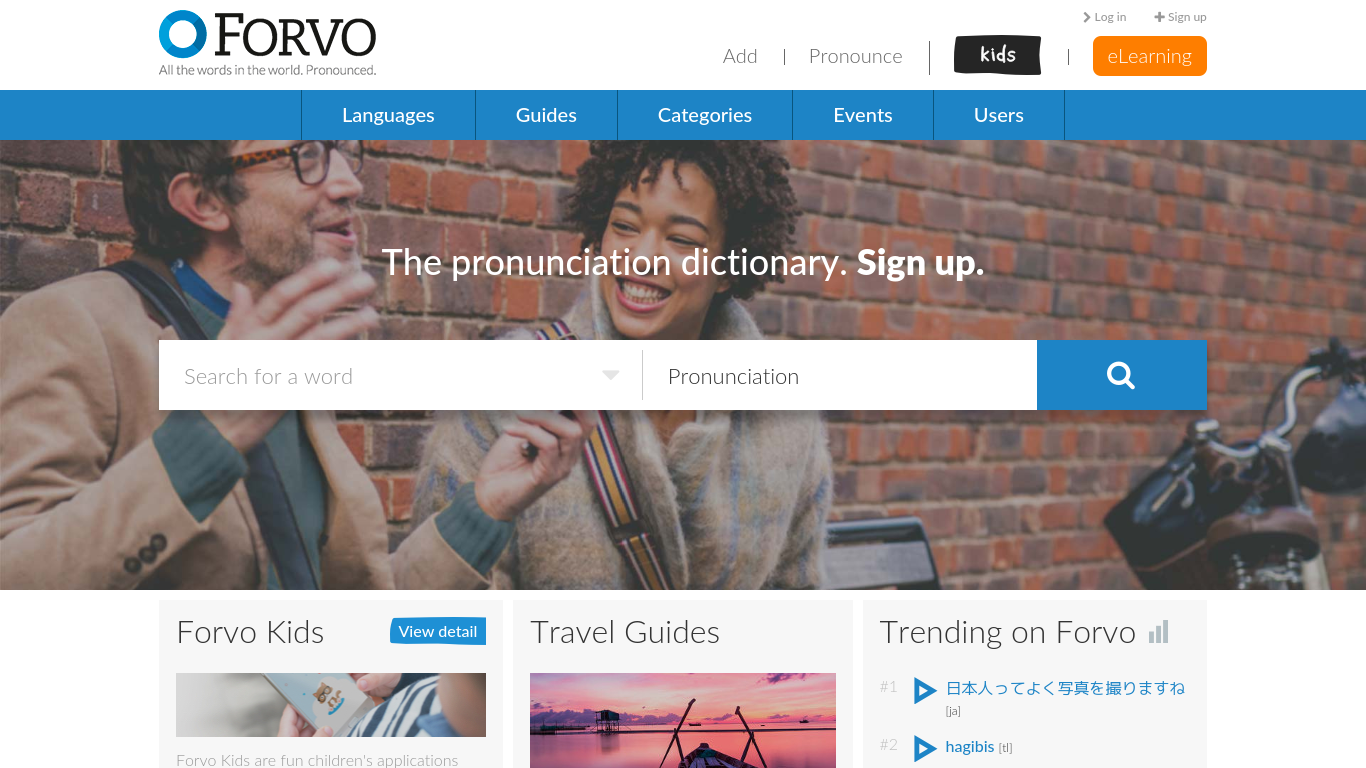 FORVO
All the words in the world. Pronounced.
Log in
Sign up
Add
Pronounce
kids
eLearning
Languages
Guides
Categories
Events
Users
The pronunciation dictionary. Sign up.
Search for a word
Pronunciation
Forvo Kids
View detail
Forvo Kids are fun children's applications
Travel Guides
Trending on Forvo
#1
日本人ってよく写真を撮りますね
[ja]
#2
hagibis [tl]